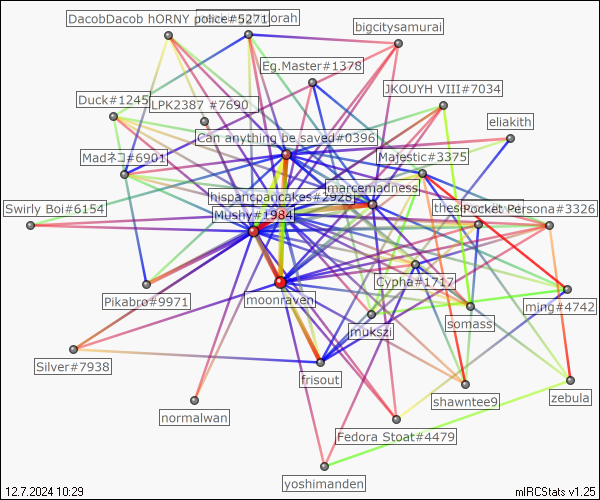 DacobDacob hORNY police#5271
bigcitysamurai
Eg.Master#1378
JKOUYH VIII#7034
Duck#1245
LPK2387 #7690
eliakith
Can anything be saved#0396
Madネコ#6901
Majestic#3375
marcemadness
hispancpancakes#2928
Swirly Boi#6154
Mushy#1984
Pocket Persona#3326
Cypha#1717
Pikabro#9971
moonraven
ming#4742
mukszi
somass
Silver#7938
frisout
shawntee9
zebula
normalwan
Fedora Stoat#4479
yoshimanden
12.7.2024 10:29
mIRCStats v1.25